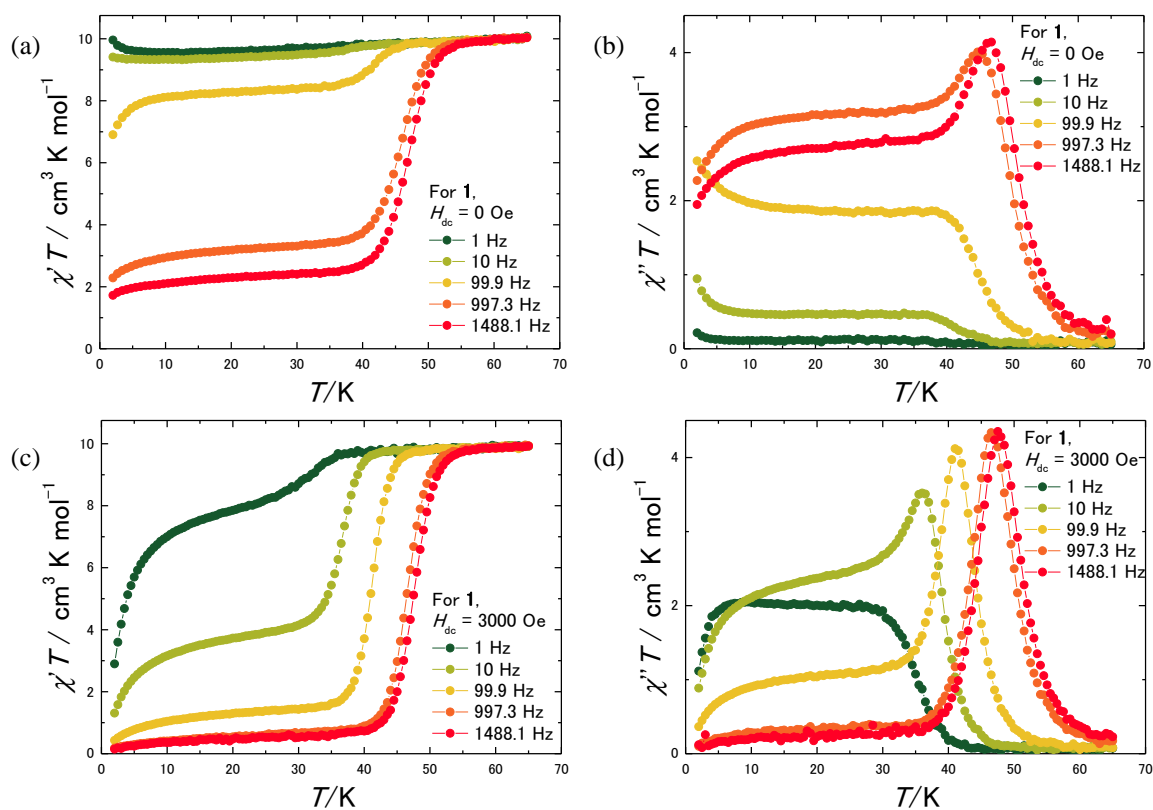 (a)
10
8
6
4
2
0
0 10 20 30 40 50 60 70
χ' T / cm³ K mol⁻¹
T/K
For 1,
H_dc = 0 Oe
1 Hz
10 Hz
99.9 Hz
997.3 Hz
1488.1 Hz
(b)
4
2
0
0 10 20 30 40 50 60 70
χ'' T / cm³ K mol⁻¹
T/K
For 1,
H_dc = 0 Oe
1 Hz
10 Hz
99.9 Hz
997.3 Hz
1488.1 Hz
(c)
10
8
6
4
2
0
0 10 20 30 40 50 60 70
χ' T / cm³ K mol⁻¹
T/K
For 1,
H_dc = 3000 Oe
1 Hz
10 Hz
99.9 Hz
997.3 Hz
1488.1 Hz
(d)
4
2
0
0 10 20 30 40 50 60 70
χ'' T / cm³ K mol⁻¹
T/K
For 1,
H_dc = 3000 Oe
1 Hz
10 Hz
99.9 Hz
997.3 Hz
1488.1 Hz